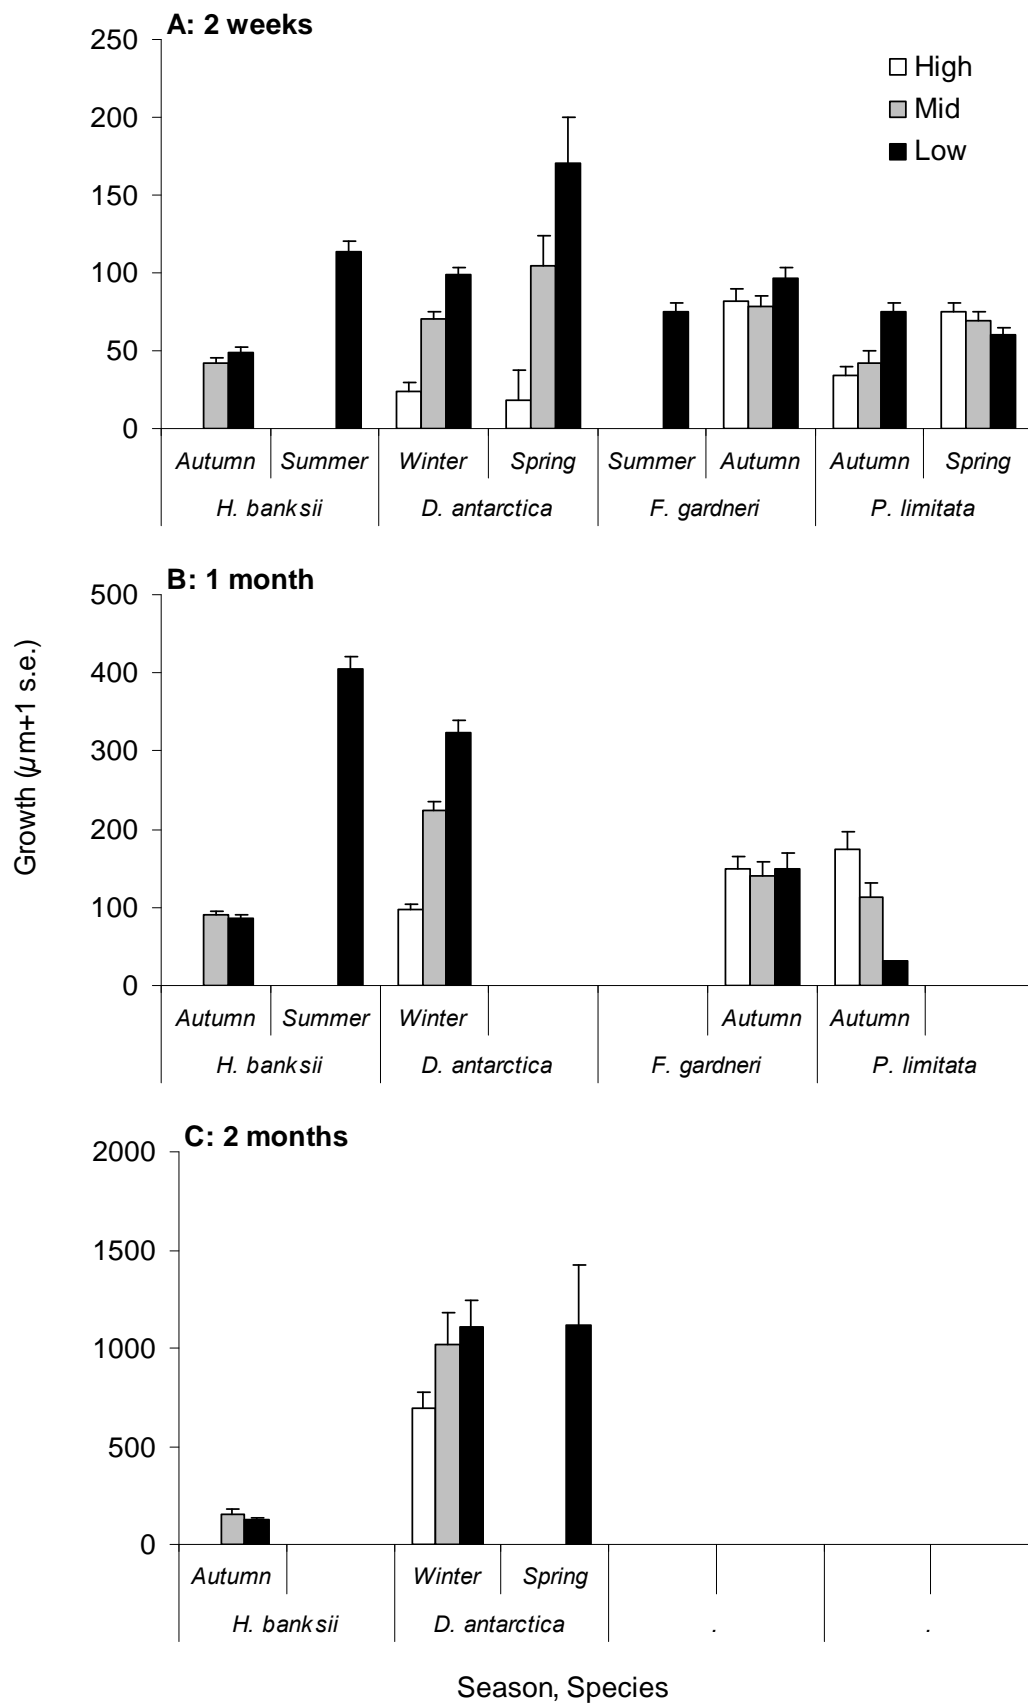 A: 2 weeks
250
200
150
100
50
0
High
Mid
Low
Autumn Summer Winter Spring Summer Autumn Autumn Spring
H. banksii D. antarctica F. gardneri P. limitata
B: 1 month
500
400
300
200
100
0
Growth (µm+1 s.e.)
Autumn Summer Winter Autumn Autumn
H. banksii D. antarctica F. gardneri P. limitata
C: 2 months
2000
1500
1000
500
0
Autumn Winter Spring
H. banksii D. antarctica . .
Season, Species